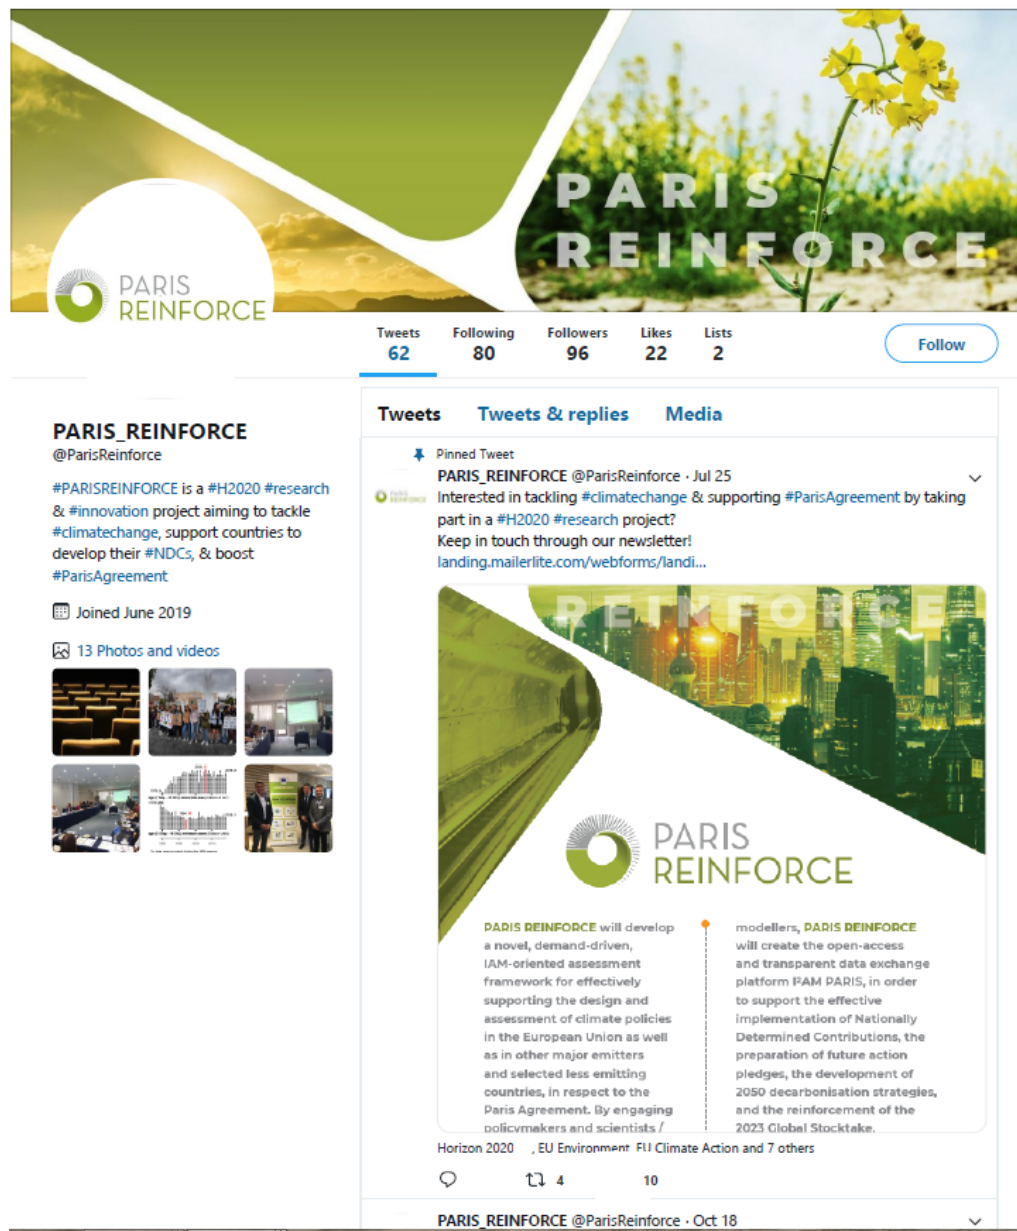 PARIS
REINFORCE
PARIS
REINFORCE
Tweets
62
Following
80
Followers
96
Likes
22
Lists
2
Follow
PARIS_REINFORCE
@ParisReinforce
#PARISREINFORCE is a #H2020 #research
& #innovation project aiming to tackle
#climatechange, support countries to
develop their #NDCs, & boost
#ParisAgreement
Joined June 2019
13 Photos and videos
Tweets Tweets & replies Media
Pinned Tweet
PARIS_REINFORCE @ParisReinforce · Jul 25
Interested in tackling #climatechange & supporting #ParisAgreement by taking
part in a #H2020 #research project?
Keep in touch through our newsletter!
landing.mailerlite.com/webforms/landi...
REINFORCE
PARIS
REINFORCE
PARIS REINFORCE will develop
a novel, demand-driven,
IAM-oriented assessment
framework for effectively
supporting the design and
assessment of climate policies
in the European Union as well
as in other major emitters
and selected less emitting
countries, in respect to the
Paris Agreement. By engaging
policymakers and scientists /
modellers, PARIS REINFORCE
will create the open-access
and transparent data exchange
platform I²AM PARIS, in order
to support the effective
implementation of Nationally
Determined Contributions, the
preparation of future action
pledges, the development of
2050 decarbonisation strategies,
and the reinforcement of the
2023 Global Stocktake.
Horizon 2020 , EU Environment, EU Climate Action and 7 others
4 10
PARIS_REINFORCE @ParisReinforce · Oct 18